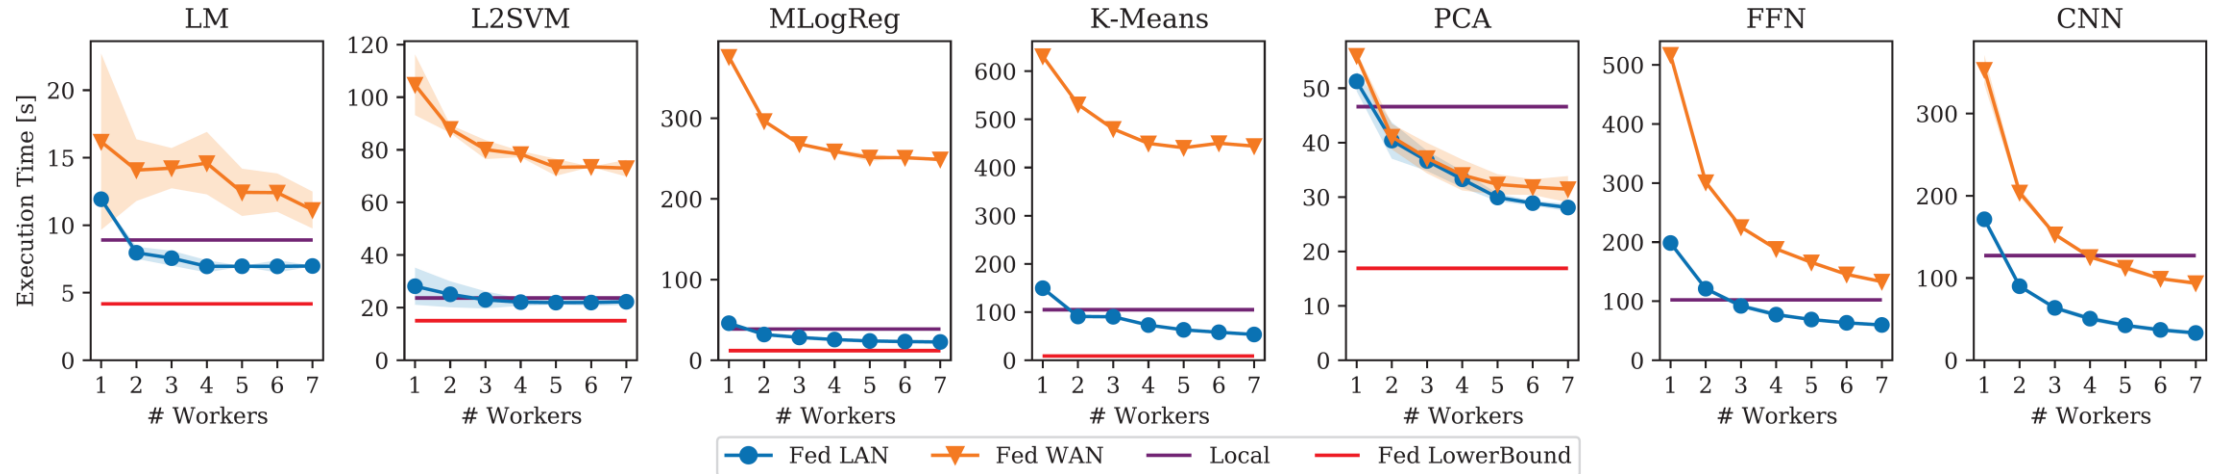 LM L2SVM MLogReg K-Means PCA FFN CNN
Execution Time [s]
20 15 10 5 0
120 100 80 60 40 20 0
300 200 100 0
600 500 400 300 200 100 0
50 40 30 20 10 0
500 400 300 200 100 0
300 200 100 0
1 2 3 4 5 6 7 1 2 3 4 5 6 7 1 2 3 4 5 6 7 1 2 3 4 5 6 7 1 2 3 4 5 6 7 1 2 3 4 5 6 7 1 2 3 4 5 6 7
# Workers # Workers # Workers # Workers # Workers # Workers # Workers
Fed LAN Fed WAN Local Fed LowerBound